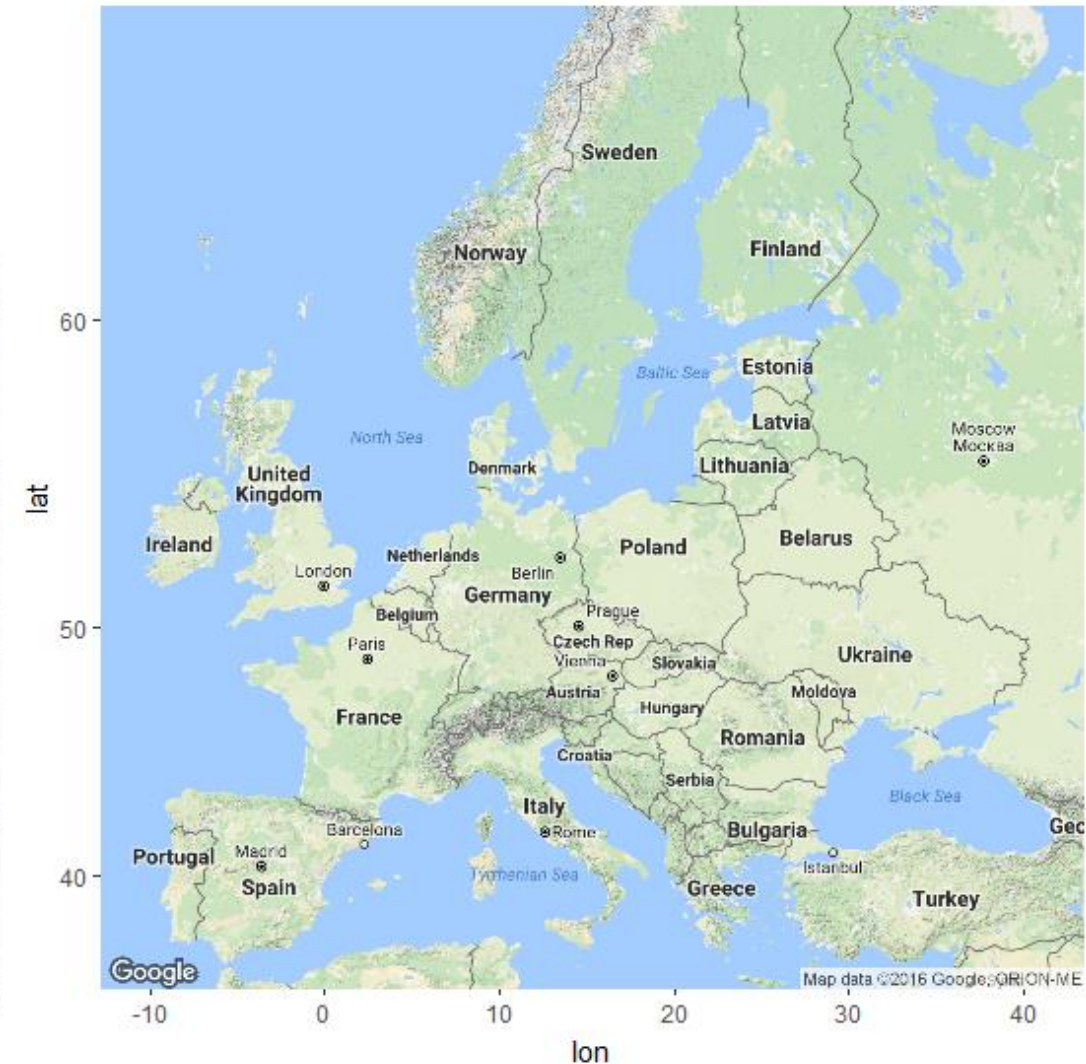 Sweden
Norway
Finland
60
Estonia
Baltic Sea
Latvia
Moscow
Москва
North Sea
Denmark
Lithuania
United
Kingdom
lat
Ireland
Belarus
Poland
Netherlands
London
Berlin
Germany
Prague
Belgium
50
Paris
Czech Rep
Ukraine
Vienna
Slovakia
Austria
Moldova
Hungary
France
Romania
Croatia
Serbia
Black Sea
Italy
Barcelona
Rome
Bulgaria
Geo
Portugal
Madrid
Istanbul
40
Spain
Tyrrhenian Sea
Greece
Turkey
Google
Map data ©2016 Google, ORION-ME
-10
0
10
20
30
40
lon